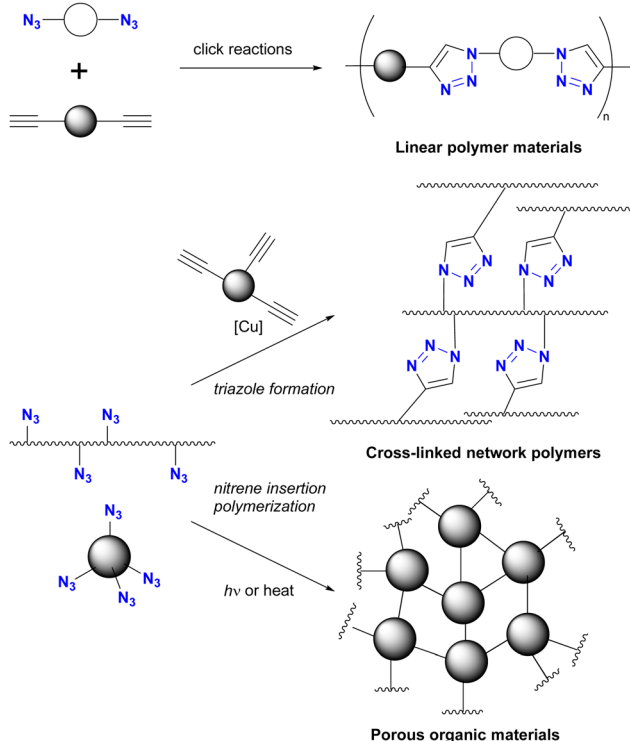 N3 N3
+
click reactions
N N N N N N
n
Linear polymer materials
[Cu]
triazole formation
N N N N N N
N N N N N N
Cross-linked network polymers
N3 N3
N3 N3
nitrene insertion
polymerization
N3
N3 N3
N3
hν or heat
Porous organic materials